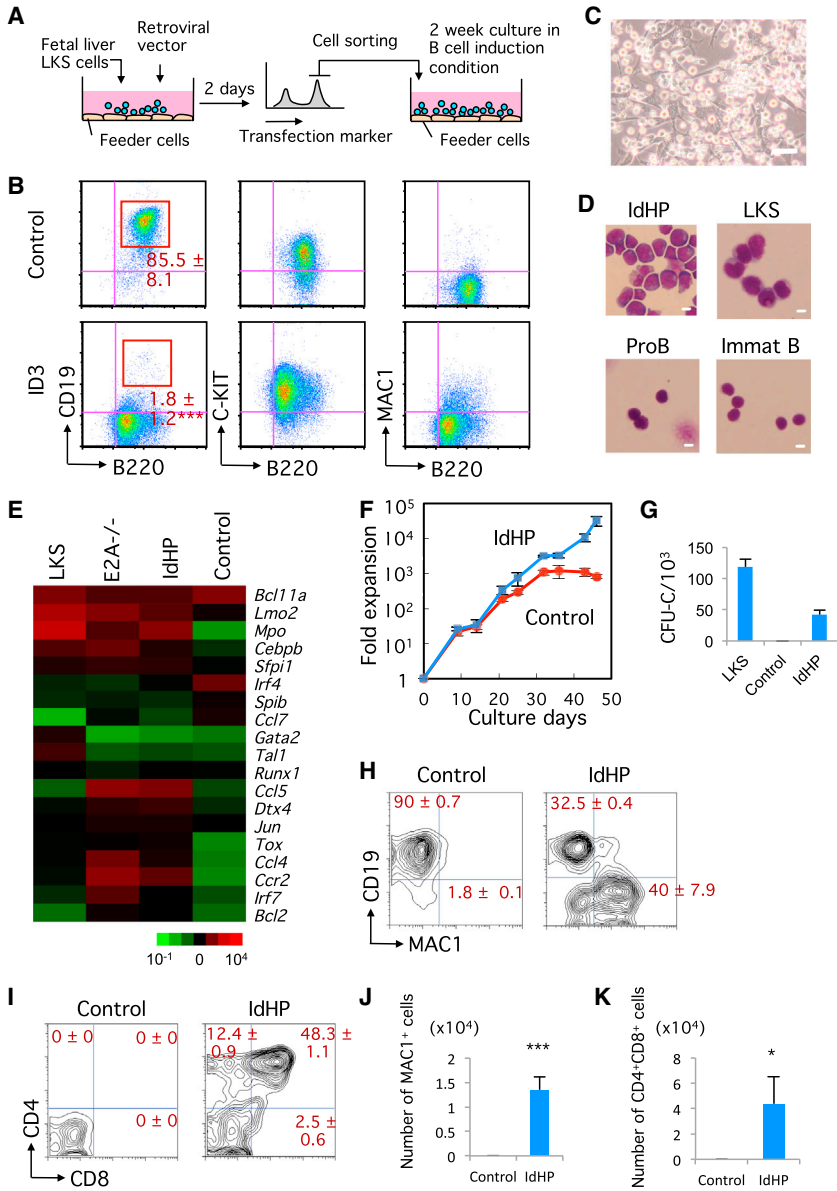 A
Fetal liver
LKS cells
Retroviral
vector
Feeder cells
2 days
Cell sorting
Transfection marker
2 week culture in
B cell induction
condition
Feeder cells
B
Control
85.5 ±
8.1
ID3
CD19
1.8 ±
1.2***
B220
C-KIT
B220
MAC1
B220
C
D
IdHP
LKS
ProB
Immat B
E
LKS
E2A-/-
IdHP
Control
Bcl11a
Lmo2
Mpo
Cebpb
Sfpi1
Irf4
Spib
Ccl7
Gata2
Tal1
Runx1
Ccl5
Dtx4
Jun
Tox
Ccl4
Ccr2
Irf7
Bcl2
10-1 0 104
F
Fold expansion
105
104
103
102
101
1
IdHP
Control
0 10 20 30 40 50
Culture days
G
CFU-C/103
150
100
50
0
LKS
Control
IdHP
H
Control
IdHP
90 ± 0.7
1.8 ± 0.1
32.5 ± 0.4
40 ± 7.9
CD19
MAC1
I
Control
IdHP
0 ± 0
0 ± 0
0 ± 0
12.4 ±
0.9
48.3 ±
1.1
2.5 ±
0.6
CD4
CD8
J
Number of MAC1+ cells
(x104)
2
1.5
1
0.5
0
***
Control IdHP
K
Number of CD4+CD8+ cells
(x104)
8
6
4
2
0
*
Control IdHP